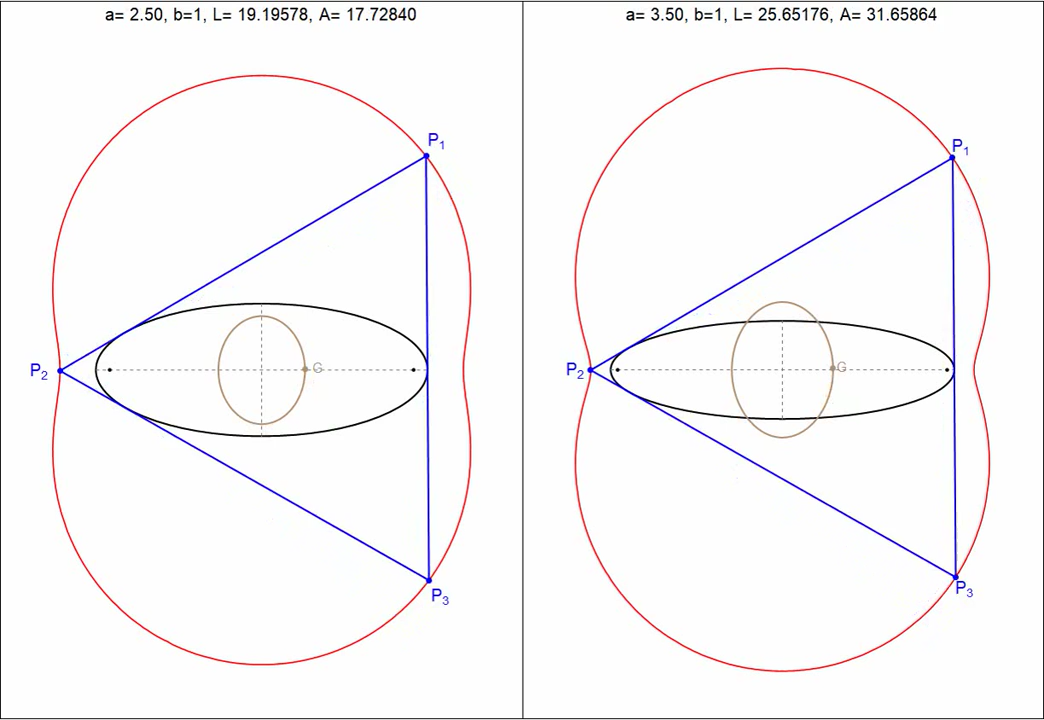 a= 2.50, b=1, L= 19.19578, A= 17.72840
P1
P2
G
P3
a= 3.50, b=1, L= 25.65176, A= 31.65864
P1
P2
G
P3